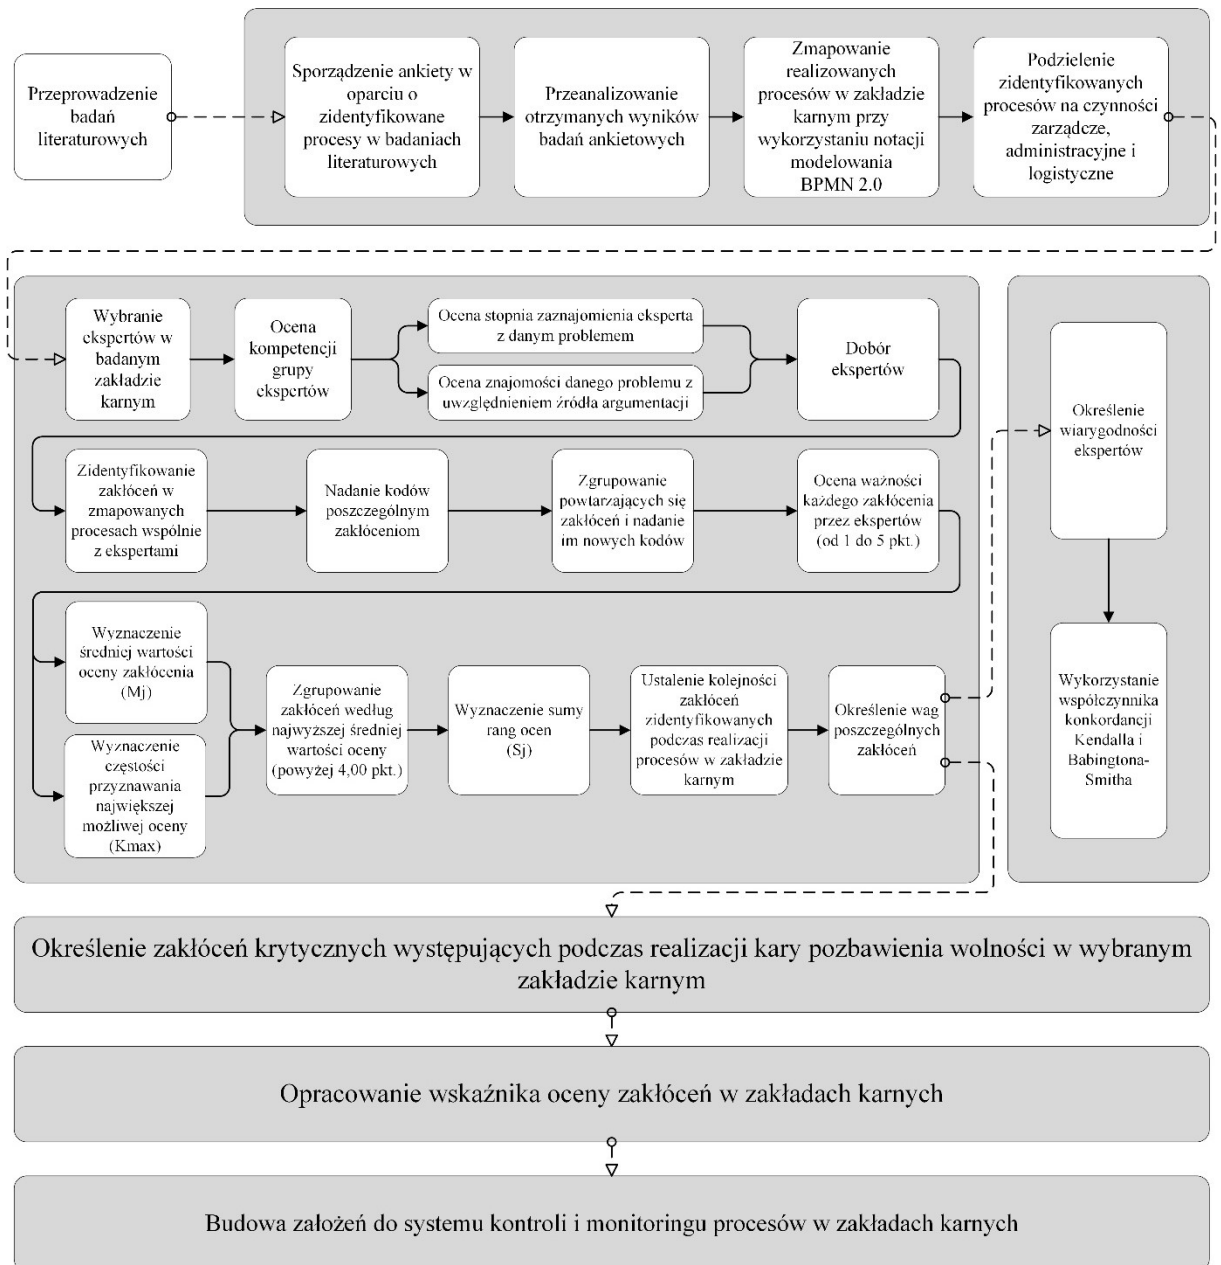 Przeprowadzenie
badań
literaturowych
Sporządzenie ankiety w
oparciu o
zidentyfikowane
procesy w badaniach
literaturowych
Przeanalizowanie
otrzymanych wyników
badań ankietowych
Zmapowanie
realizowanych
procesów w zakładzie
karnym przy
wykorzystaniu notacji
modelowania
BPMN 2.0
Podzielenie
zidentyfikowanych
procesów na czynności
zarządcze,
administracyjne i
logistyczne
Wybranie
ekspertów w
badanym
zakładzie
karnym
Ocena
kompetencji
grupy
ekspertów
Ocena stopnia zaznajomienia eksperta
z danym problemem
Ocena znajomości danego problemu z
uwzględnieniem źródła argumentacji
Dobór
ekspertów
Zidentyfikowanie
zakłóceń w
zmapowanych
procesach wspólnie
z ekspertami
Nadanie kodów
poszczególnym
zakłóceniom
Zgrupowanie
powtarzających się
zakłóceń i nadanie
im nowych kodów
Ocena ważności
każdego zakłócenia
przez ekspertów
(od 1 do 5 pkt.)
Wyznaczenie
średniej wartości
oceny zakłócenia
(Mj)
Wyznaczenie
częstości
przyznawania
największej
możliwej oceny
(Kmax)
Zgrupowanie
zakłóceń według
najwyższej średniej
wartości oceny
(powyżej 4,00 pkt.)
Wyznaczenie sumy
rang ocen
(Sj)
Ustalenie kolejności
zakłóceń
zidentyfikowanych
podczas realizacji
procesów w zakładzie
karnym
Określenie wag
poszczególnych
zakłóceń
Określenie
wiarygodności
ekspertów
Wykorzystanie
współczynnika
konkordancji
Kendalla i
Babingtona-
Smitha
Określenie zakłóceń krytycznych występujących podczas realizacji kary pozbawienia wolności w wybranym
zakładzie karnym
Opracowanie wskaźnika oceny zakłóceń w zakładach karnych
Budowa założeń do systemu kontroli i monitoringu procesów w zakładach karnych